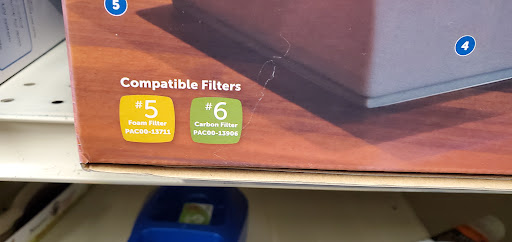 5
4
Compatible Filters
#5
Foam Filter
PAC00-13711
#6
Carbon Filter
PAC00-13906